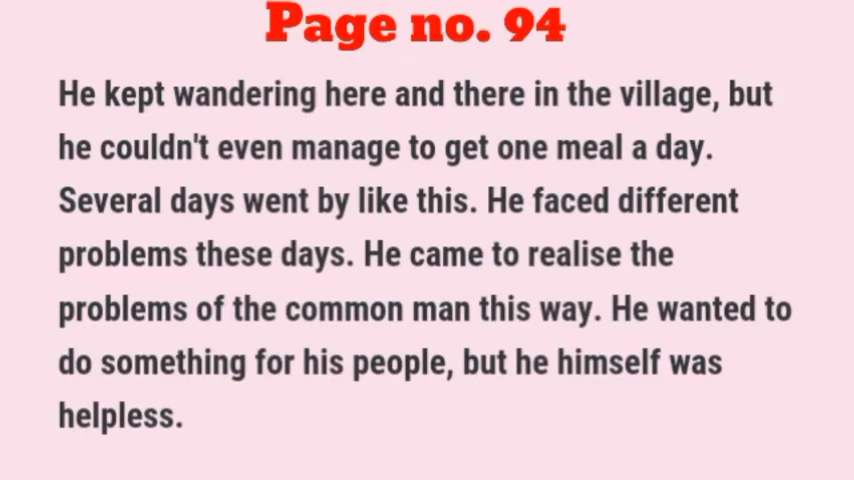 Page no. 94
He kept wandering here and there in the village, but
he couldn't even manage to get one meal a day.
Several days went by like this. He faced different
problems these days. He came to realise the
problems of the common man this way. He wanted to
do something for his people, but he himself was
helpless.